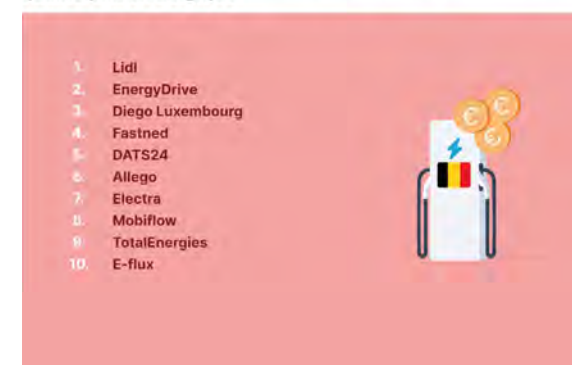 1. Lidl
2. EnergyDrive
3. Diego Luxembourg
4. Fastned
5. DATS24
6. Allego
7. Electra
8. Mobiflow
9. TotalEnergies
10. E-flux